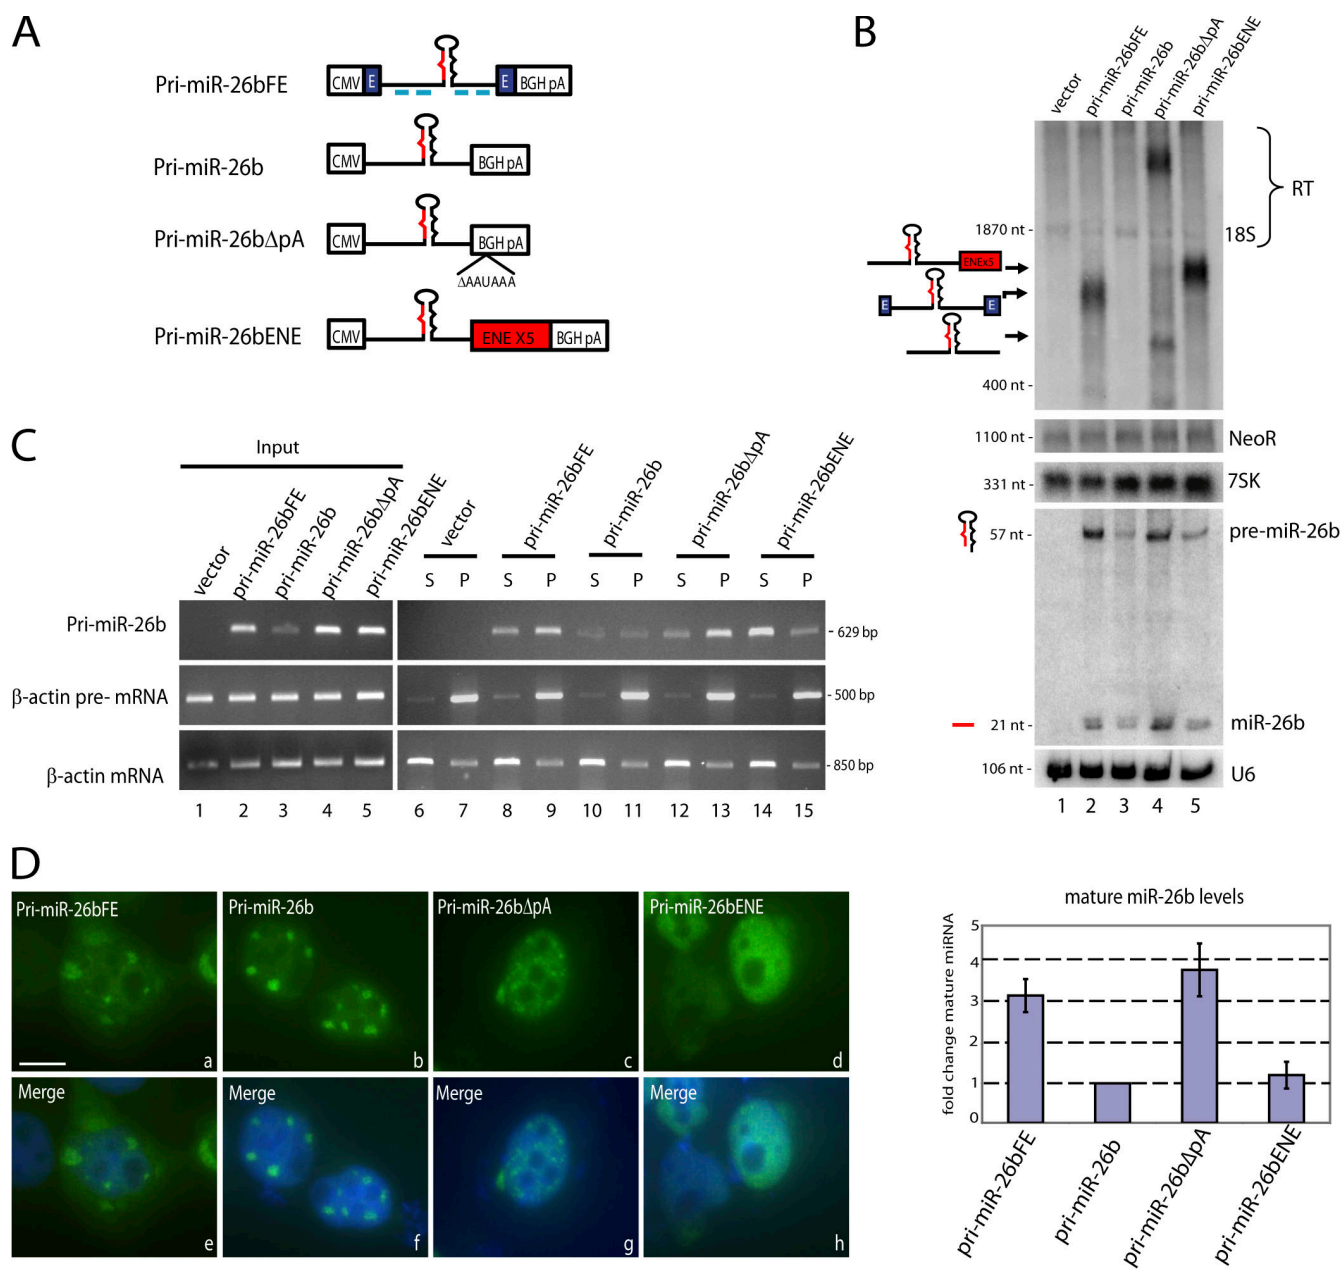 A
Pri-miR-26bFE
CMV
E
E
BGH pA
Pri-miR-26b
CMV
BGH pA
Pri-miR-26bΔpA
CMV
BGH pA
ΔAAUAAA
Pri-miR-26bENE
CMV
ENE X5
BGH pA
B
vector
pri-miR-26bFE
pri-miR-26b
pri-miR-26bΔpA
pri-miR-26bENE
RT
1870 nt -
18S
ENEx5
E
E
400 nt -
1100 nt -
NeoR
331 nt -
7SK
57 nt -
pre-miR-26b
21 nt -
miR-26b
106 nt -
U6
1 2 3 4 5
C
Input
vector
pri-miR-26bFE
pri-miR-26b
pri-miR-26bΔpA
pri-miR-26bENE
vector
pri-miR-26bFE
pri-miR-26b
pri-miR-26bΔpA
pri-miR-26bENE
S P S P S P S P S P
Pri-miR-26b
- 629 bp
β-actin pre- mRNA
- 500 bp
β-actin mRNA
- 850 bp
1 2 3 4 5 6 7 8 9 10 11 12 13 14 15
D
Pri-miR-26bFE
a
Pri-miR-26b
b
Pri-miR-26bΔpA
c
Pri-miR-26bENE
d
Merge
e
Merge
f
Merge
g
Merge
h
mature miR-26b levels
fold change mature miRNA
5
4
3
2
1
0
pri-miR-26bFE
pri-miR-26b
pri-miR-26bΔpA
pri-miR-26bENE